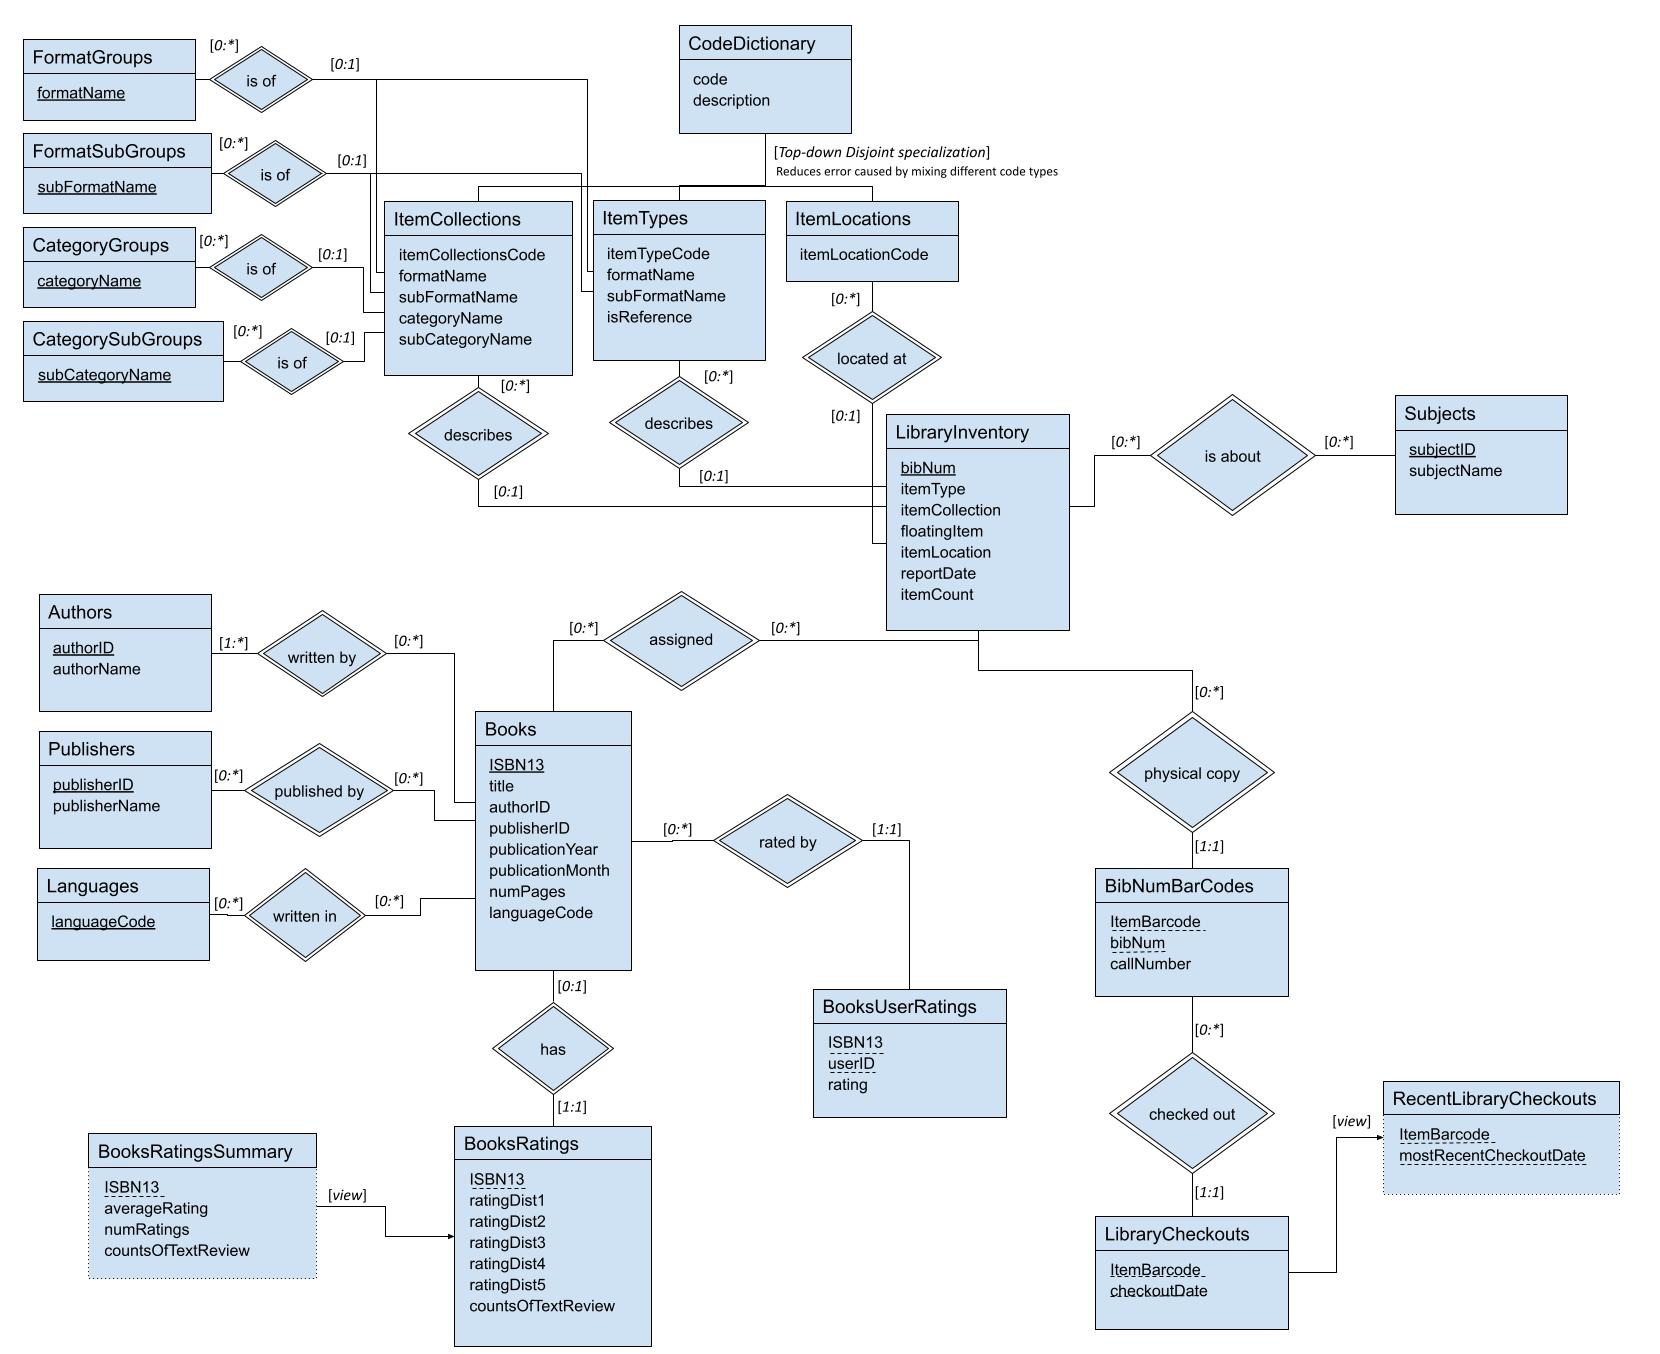 FormatGroups
formatName
[0:*]
is of
[0:1]
FormatSubGroups
subFormatName
[0:*]
is of
[0:1]
CategoryGroups
categoryName
[0:*]
is of
[0:1]
CategorySubGroups
subCategoryName
[0:*]
is of
[0:1]
CodeDictionary
code
description
[Top-down Disjoint specialization]
Reduces error caused by mixing different code types
ItemCollections
itemCollectionsCode
formatName
subFormatName
categoryName
subCategoryName
ItemTypes
itemTypeCode
formatName
subFormatName
isReference
ItemLocations
itemLocationCode
[0:*]
describes
[0:1]
[0:*]
describes
[0:1]
[0:*]
located at
[0:1]
LibraryInventory
bibNum
itemType
itemCollection
floatingItem
itemLocation
reportDate
itemCount
[0:*]
is about
[0:*]
Subjects
subjectID
subjectName
Authors
authorID
authorName
[1:*]
written by
[0:*]
[0:*]
assigned
[0:*]
Publishers
publisherID
publisherName
[0:*]
published by
[0:*]
Languages
languageCode
[0:*]
written in
[0:*]
Books
ISBN13
title
authorID
publisherID
publicationYear
publicationMonth
numPages
languageCode
[0:*]
rated by
[1:1]
BooksUserRatings
ISBN13
userID
rating
[0:*]
physical copy
[1:1]
BibNumBarCodes
ItemBarcode
bibNum
callNumber
[0:*]
checked out
[1:1]
LibraryCheckouts
ItemBarcode
checkoutDate
[view]
RecentLibraryCheckouts
ItemBarcode
mostRecentCheckoutDate
[0:1]
has
[1:1]
BooksRatings
ISBN13
ratingDist1
ratingDist2
ratingDist3
ratingDist4
ratingDist5
countsOfTextReview
[view]
BooksRatingsSummary
ISBN13
averageRating
numRatings
countsOfTextReview